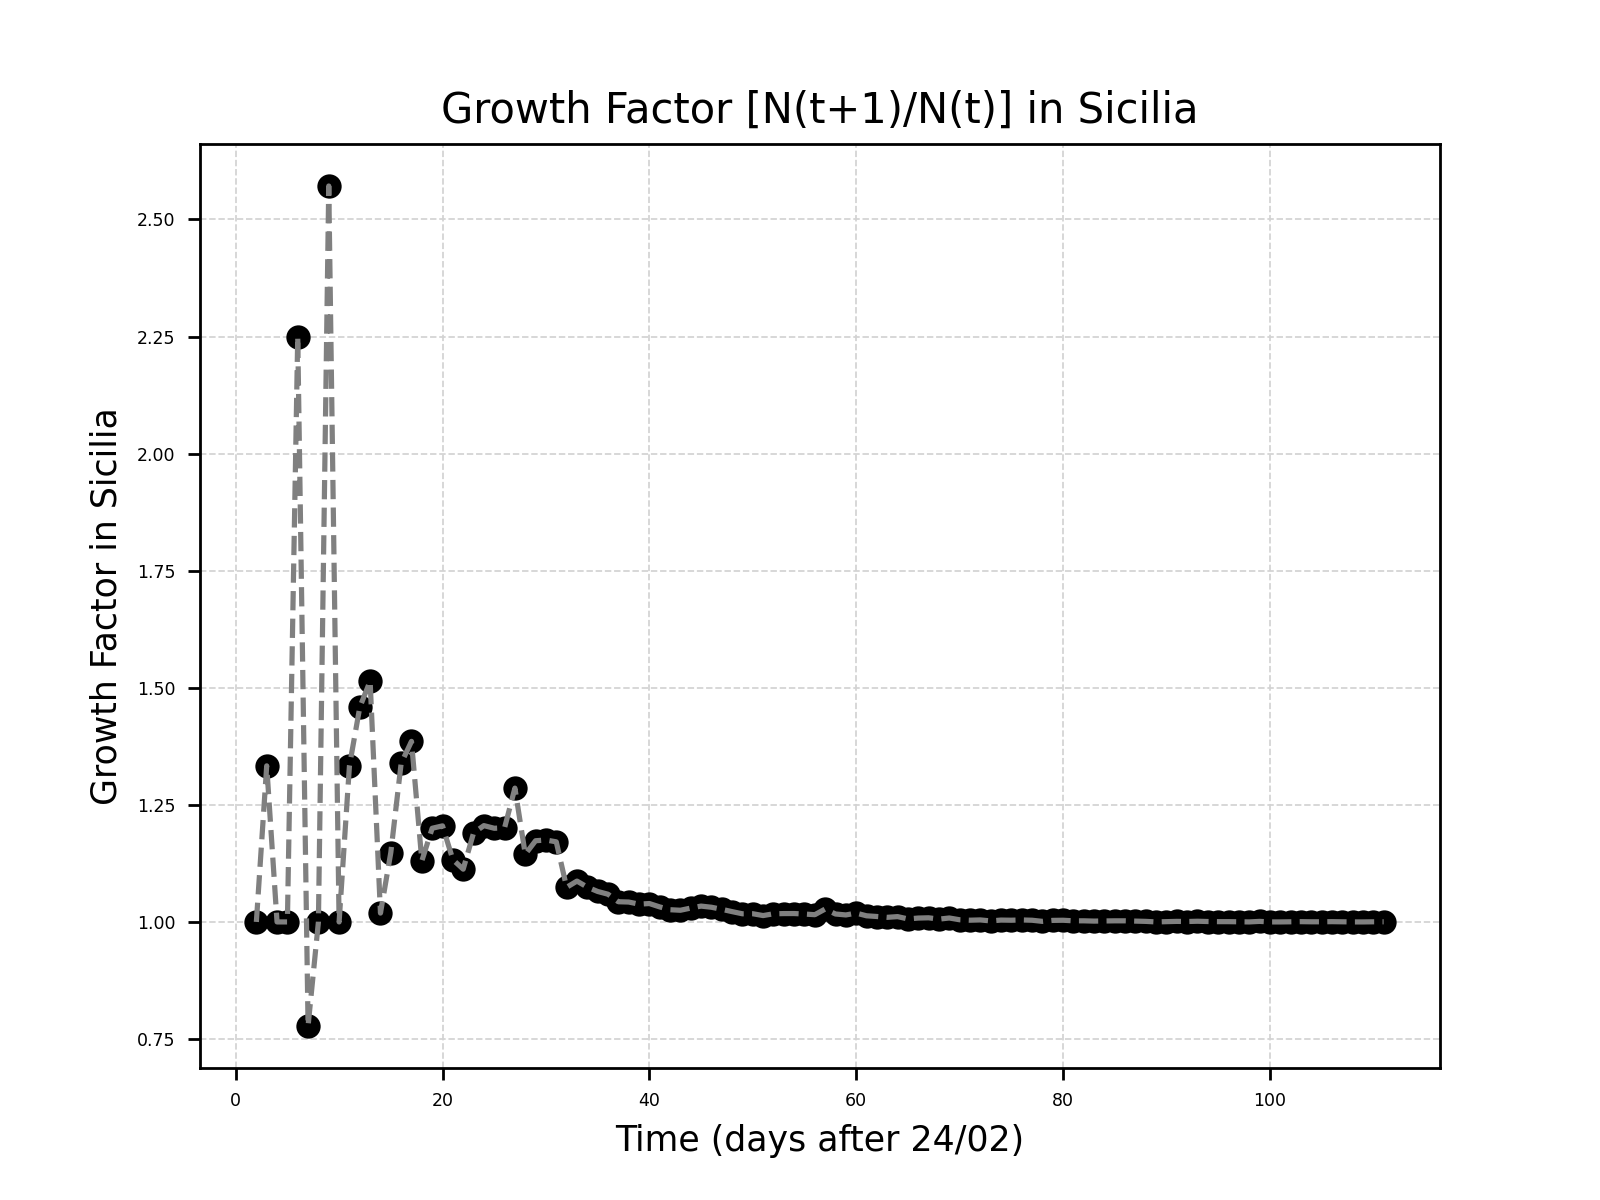 Growth Factor [N(t+1)/N(t)] in Sicilia
Growth Factor in Sicilia
2.50
2.25
2.00
1.75
1.50
1.25
1.00
0.75
0 20 40 60 80 100
Time (days after 24/02)